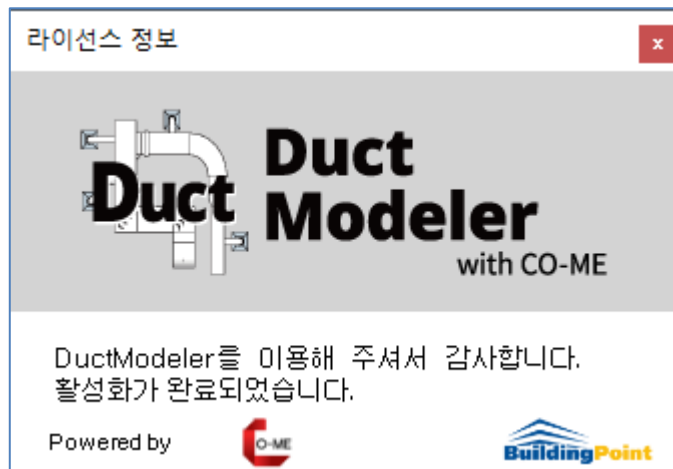 라이선스 정보
x
Duct
Duct
Modeler
with CO-ME
DuctModeler를 이용해 주셔서 감사합니다.
활성화가 완료되었습니다.
Powered by
CO-ME
BuildingPoint